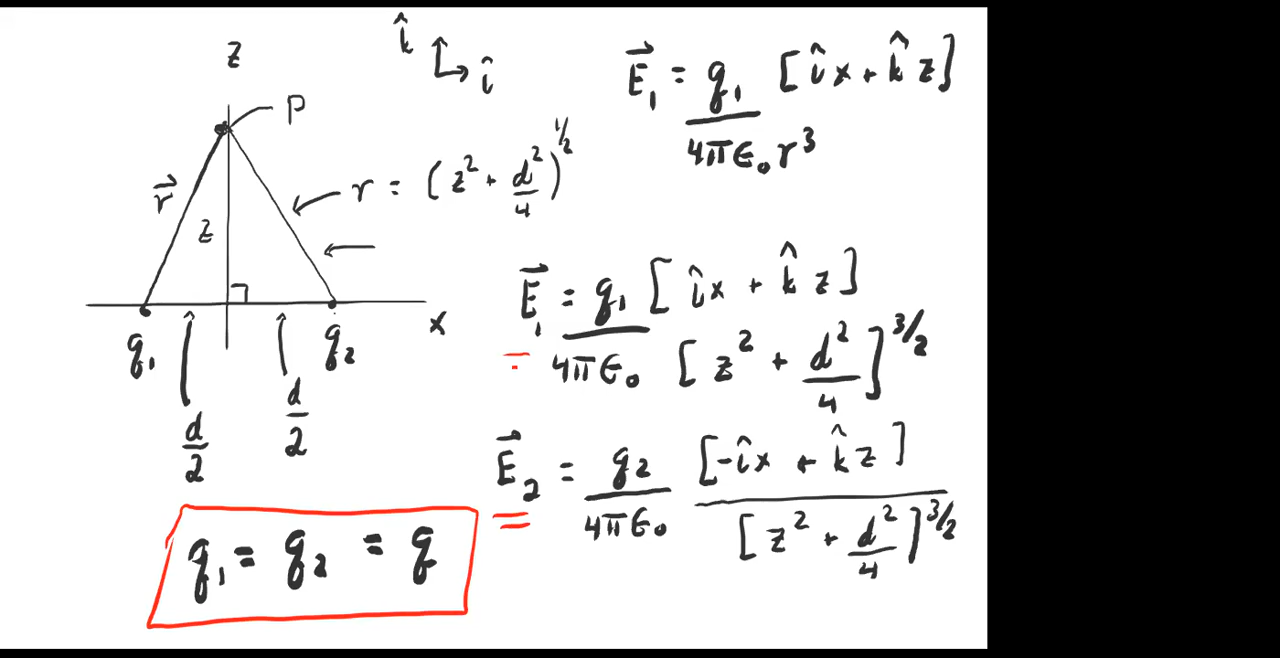 z
k̂
î
P
r⃗
r = (z² + d²/4)^½
z
x
q₁
q₂
d/2
d/2
q₁ = q₂ = q
E⃗₁ = q₁/4πϵ₀r³ [îx + k̂z]
E⃗₁ = q₁/4πϵ₀ [îx + k̂z]/[z² + d²/4]^3/2
E⃗₂ = q₂/4πϵ₀ [-îx + k̂z]/[z² + d²/4]^3/2